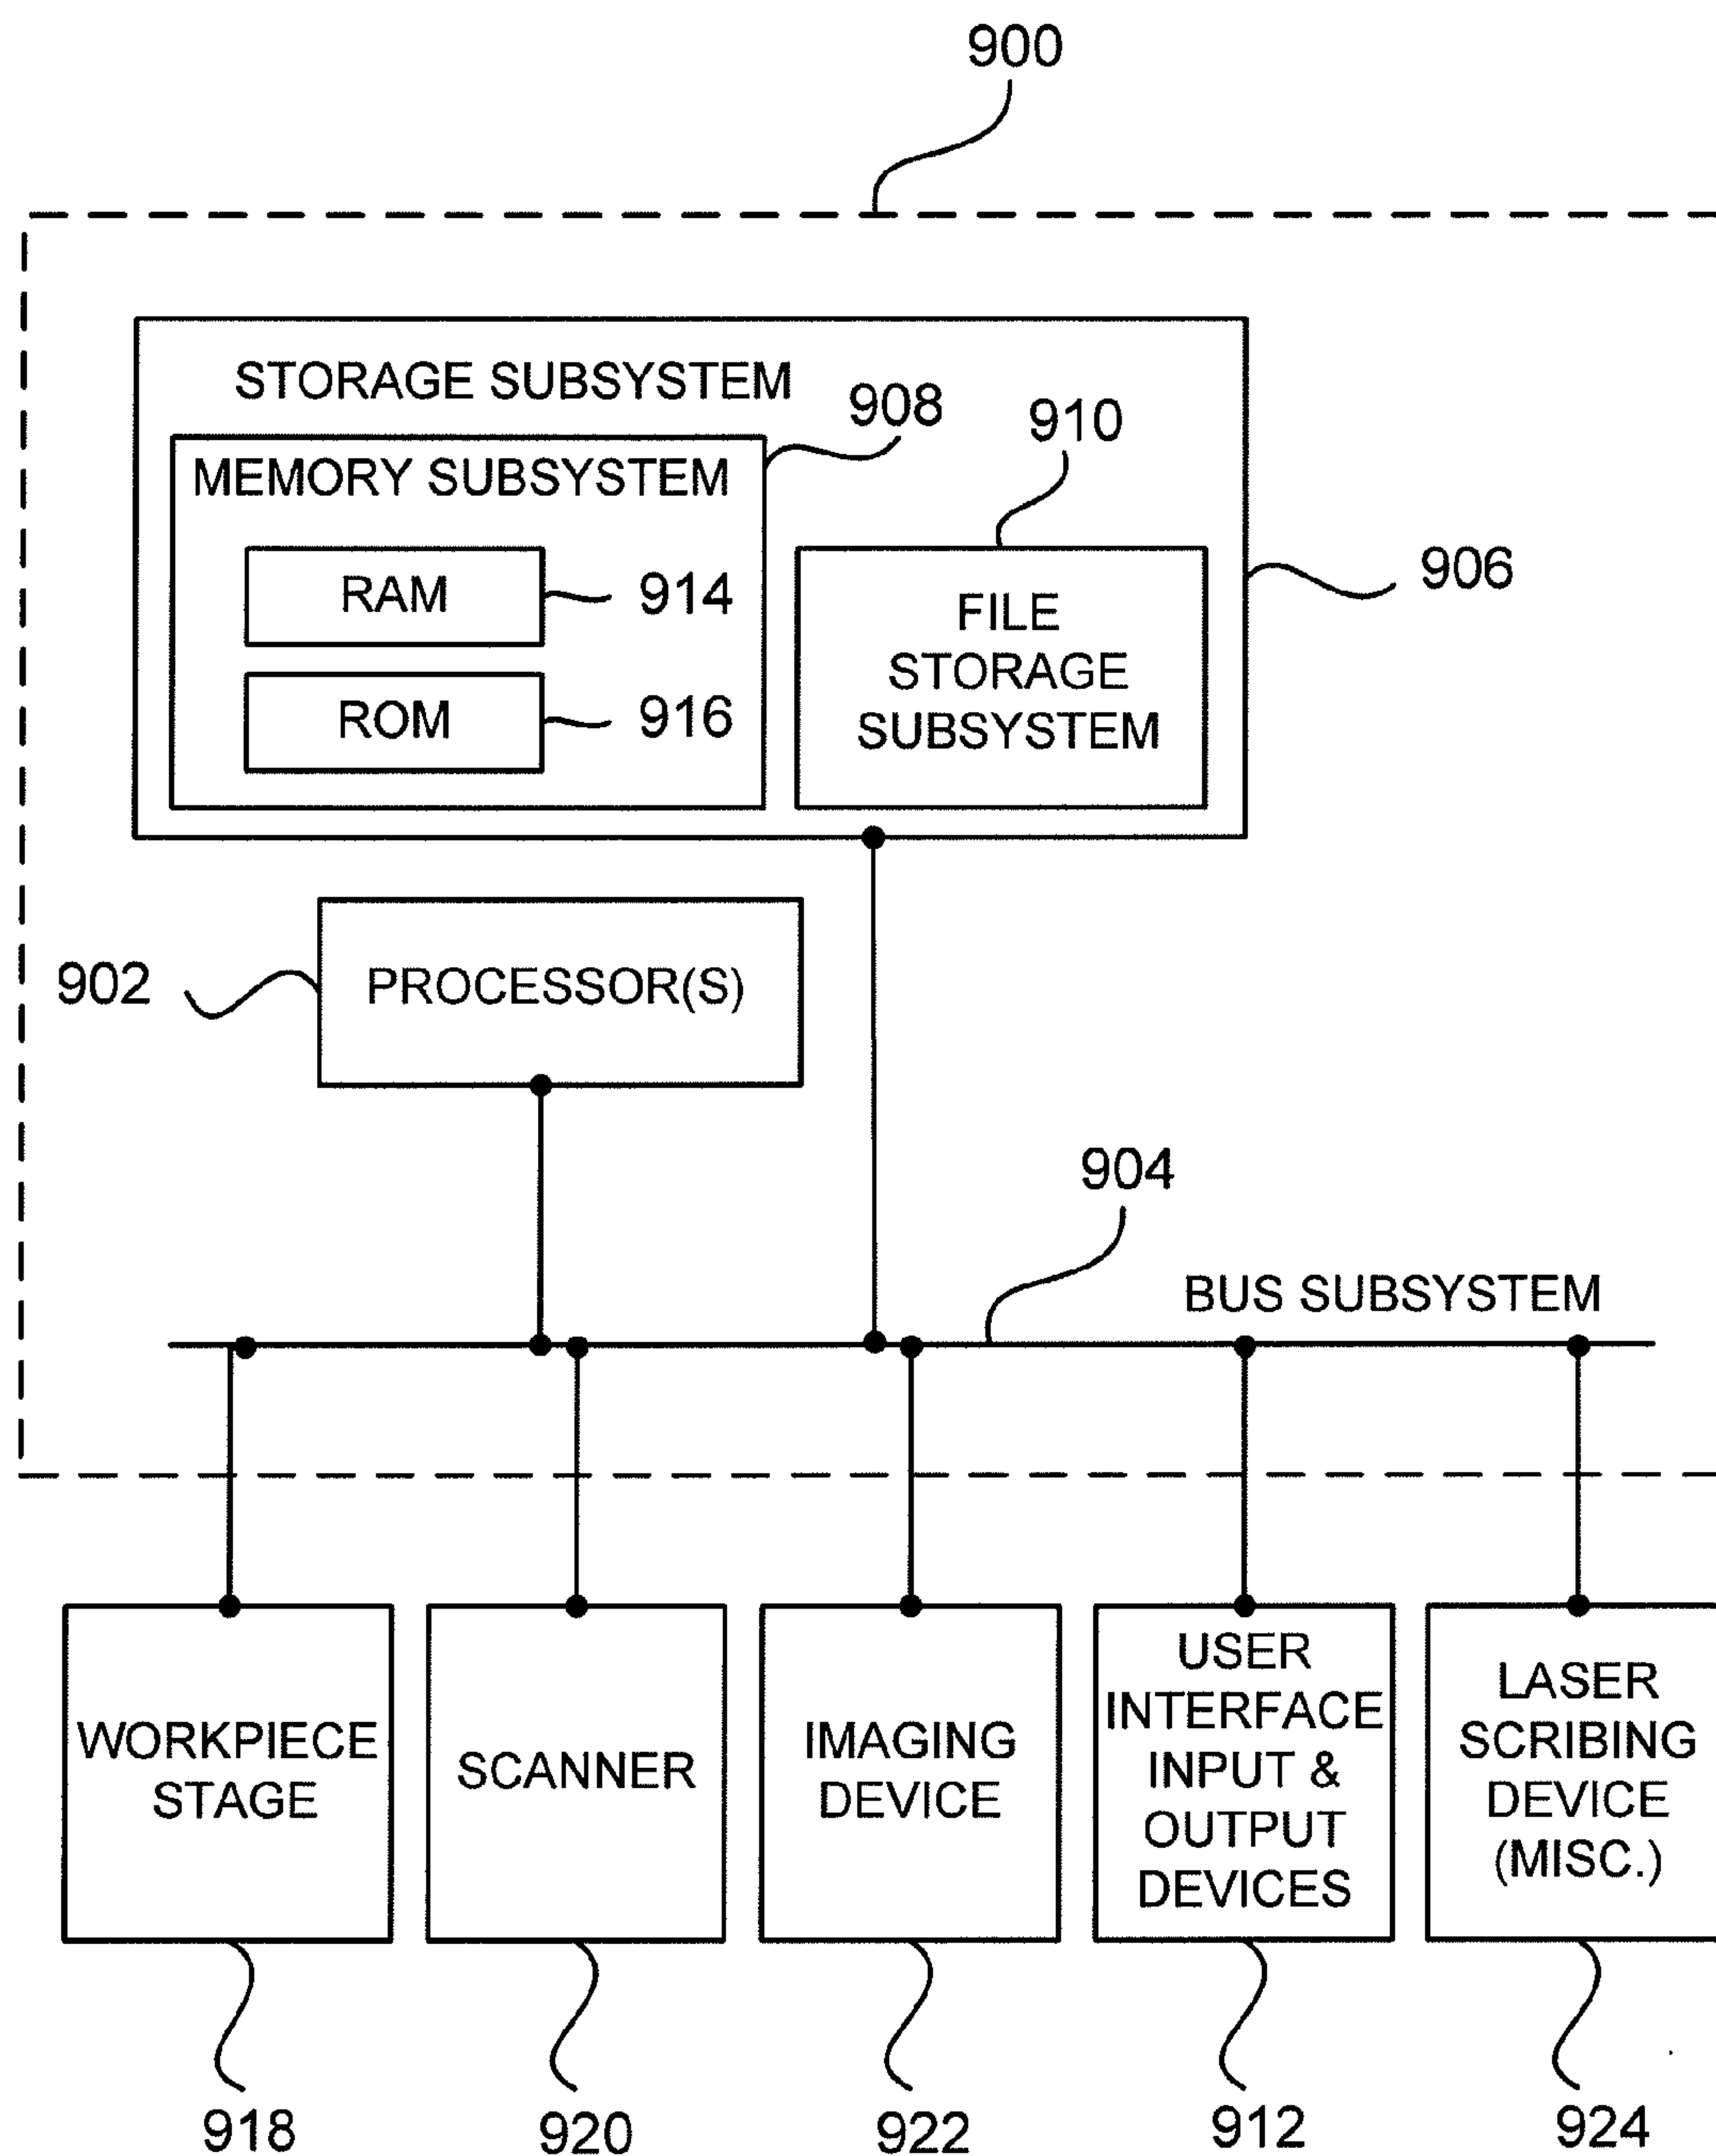 900
STORAGE SUBSYSTEM
908
910
MEMORY SUBSYSTEM
RAM
914
906
FILE
STORAGE
SUBSYSTEM
ROM
916
902
PROCESSOR(S)
904
BUS SUBSYSTEM
WORKPIECE
STAGE
SCANNER
IMAGING
DEVICE
USER
INTERFACE
INPUT &
OUTPUT
DEVICES
LASER
SCRIBING
DEVICE
(MISC.)
918
920
922
912
924